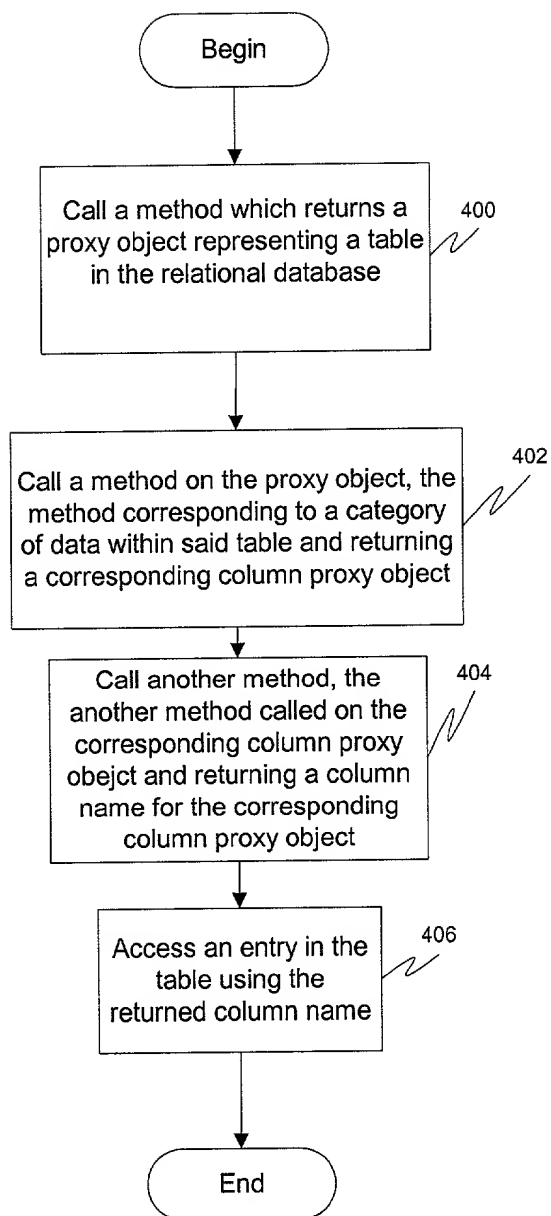 Begin
Call a method which returns a
proxy object representing a table
in the relational database
400
Call a method on the proxy object, the
method corresponding to a category
of data within said table and returning
a corresponding column proxy object
402
Call another method, the
another method called on the
corresponding column proxy
obejct and returning a column
name for the corresponding
column proxy object
404
Access an entry in the
table using the
returned column name
406
End